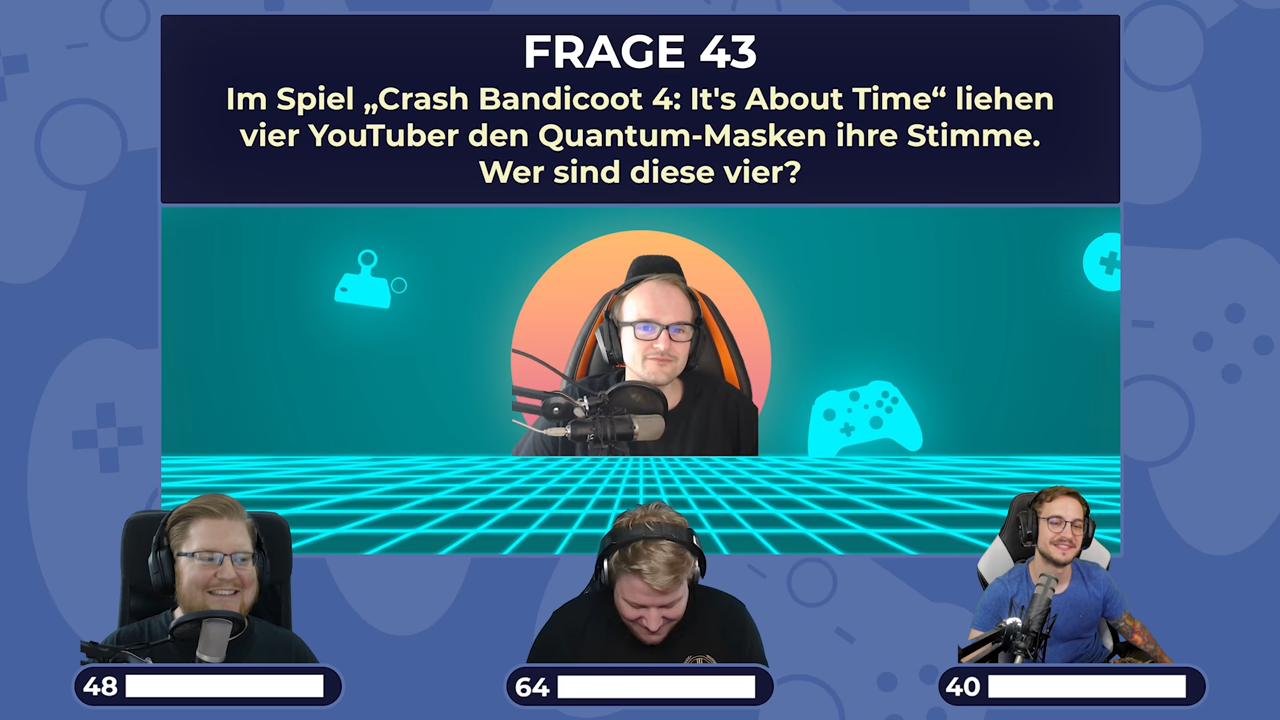 FRAGE 43
Im Spiel „Crash Bandicoot 4: It's About Time“ liehen
vier YouTuber den Quantum-Masken ihre Stimme.
Wer sind diese vier?
48
64
40